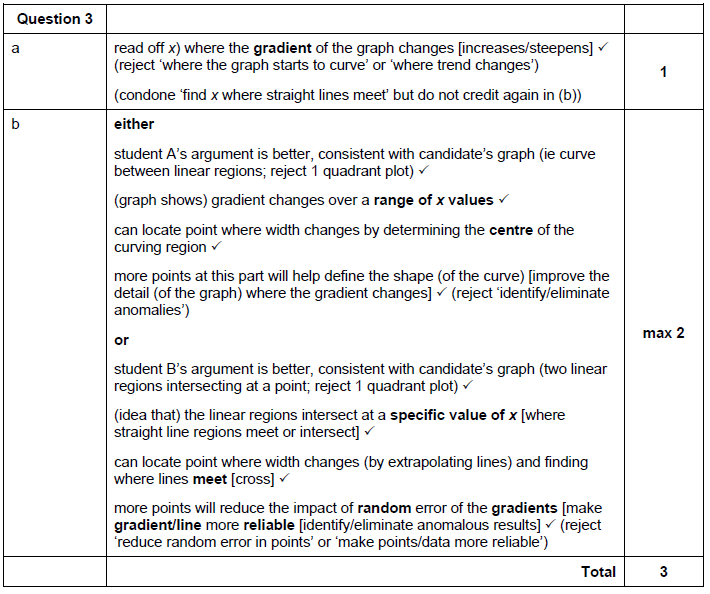 Question 3
a
read off x) where the gradient of the graph changes [increases/steepens] ✓
(reject ‘where the graph starts to curve’ or ‘where trend changes’)
(condone ‘find x where straight lines meet’ but do not credit again in (b))
1
b
either
student A’s argument is better, consistent with candidate’s graph (ie curve
between linear regions; reject 1 quadrant plot) ✓
(graph shows) gradient changes over a range of x values ✓
can locate point where width changes by determining the centre of the
curving region ✓
more points at this part will help define the shape (of the curve) [improve the
detail (of the graph) where the gradient changes] ✓ (reject ‘identify/eliminate
anomalies’)
or
student B’s argument is better, consistent with candidate’s graph (two linear
regions intersecting at a point; reject 1 quadrant plot) ✓
(idea that) the linear regions intersect at a specific value of x [where
straight line regions meet or intersect] ✓
can locate point where width changes (by extrapolating lines) and finding
where lines meet [cross] ✓
more points will reduce the impact of random error of the gradients [make
gradient/line more reliable [identify/eliminate anomalous results] ✓ (reject
‘reduce random error in points’ or ‘make points/data more reliable’)
max 2
Total
3